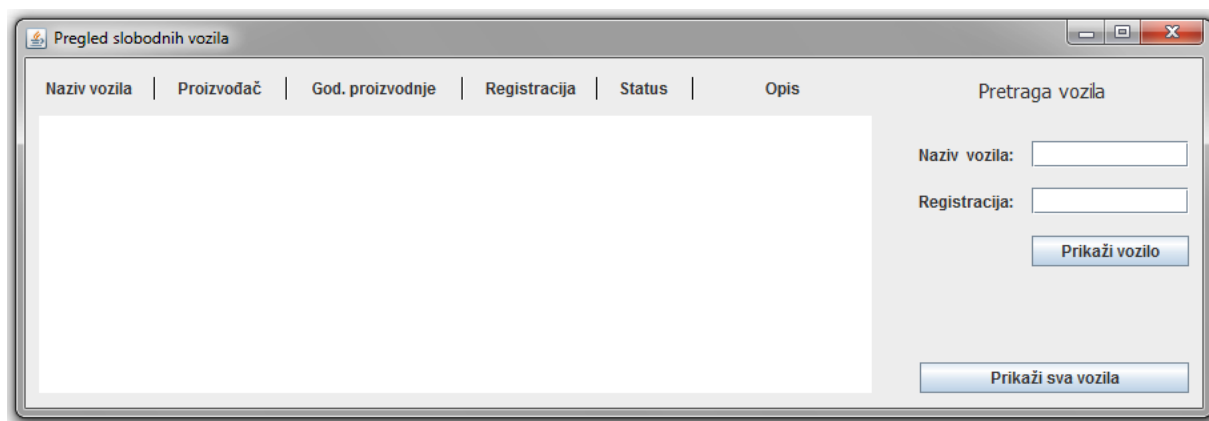 Pregled slobodnih vozila
Naziv vozila Proizvođač God. proizvodnje Registracija Status Opis
Pretraga vozila
Naziv vozila:
Registracija:
Prikaži vozilo
Prikaži sva vozila